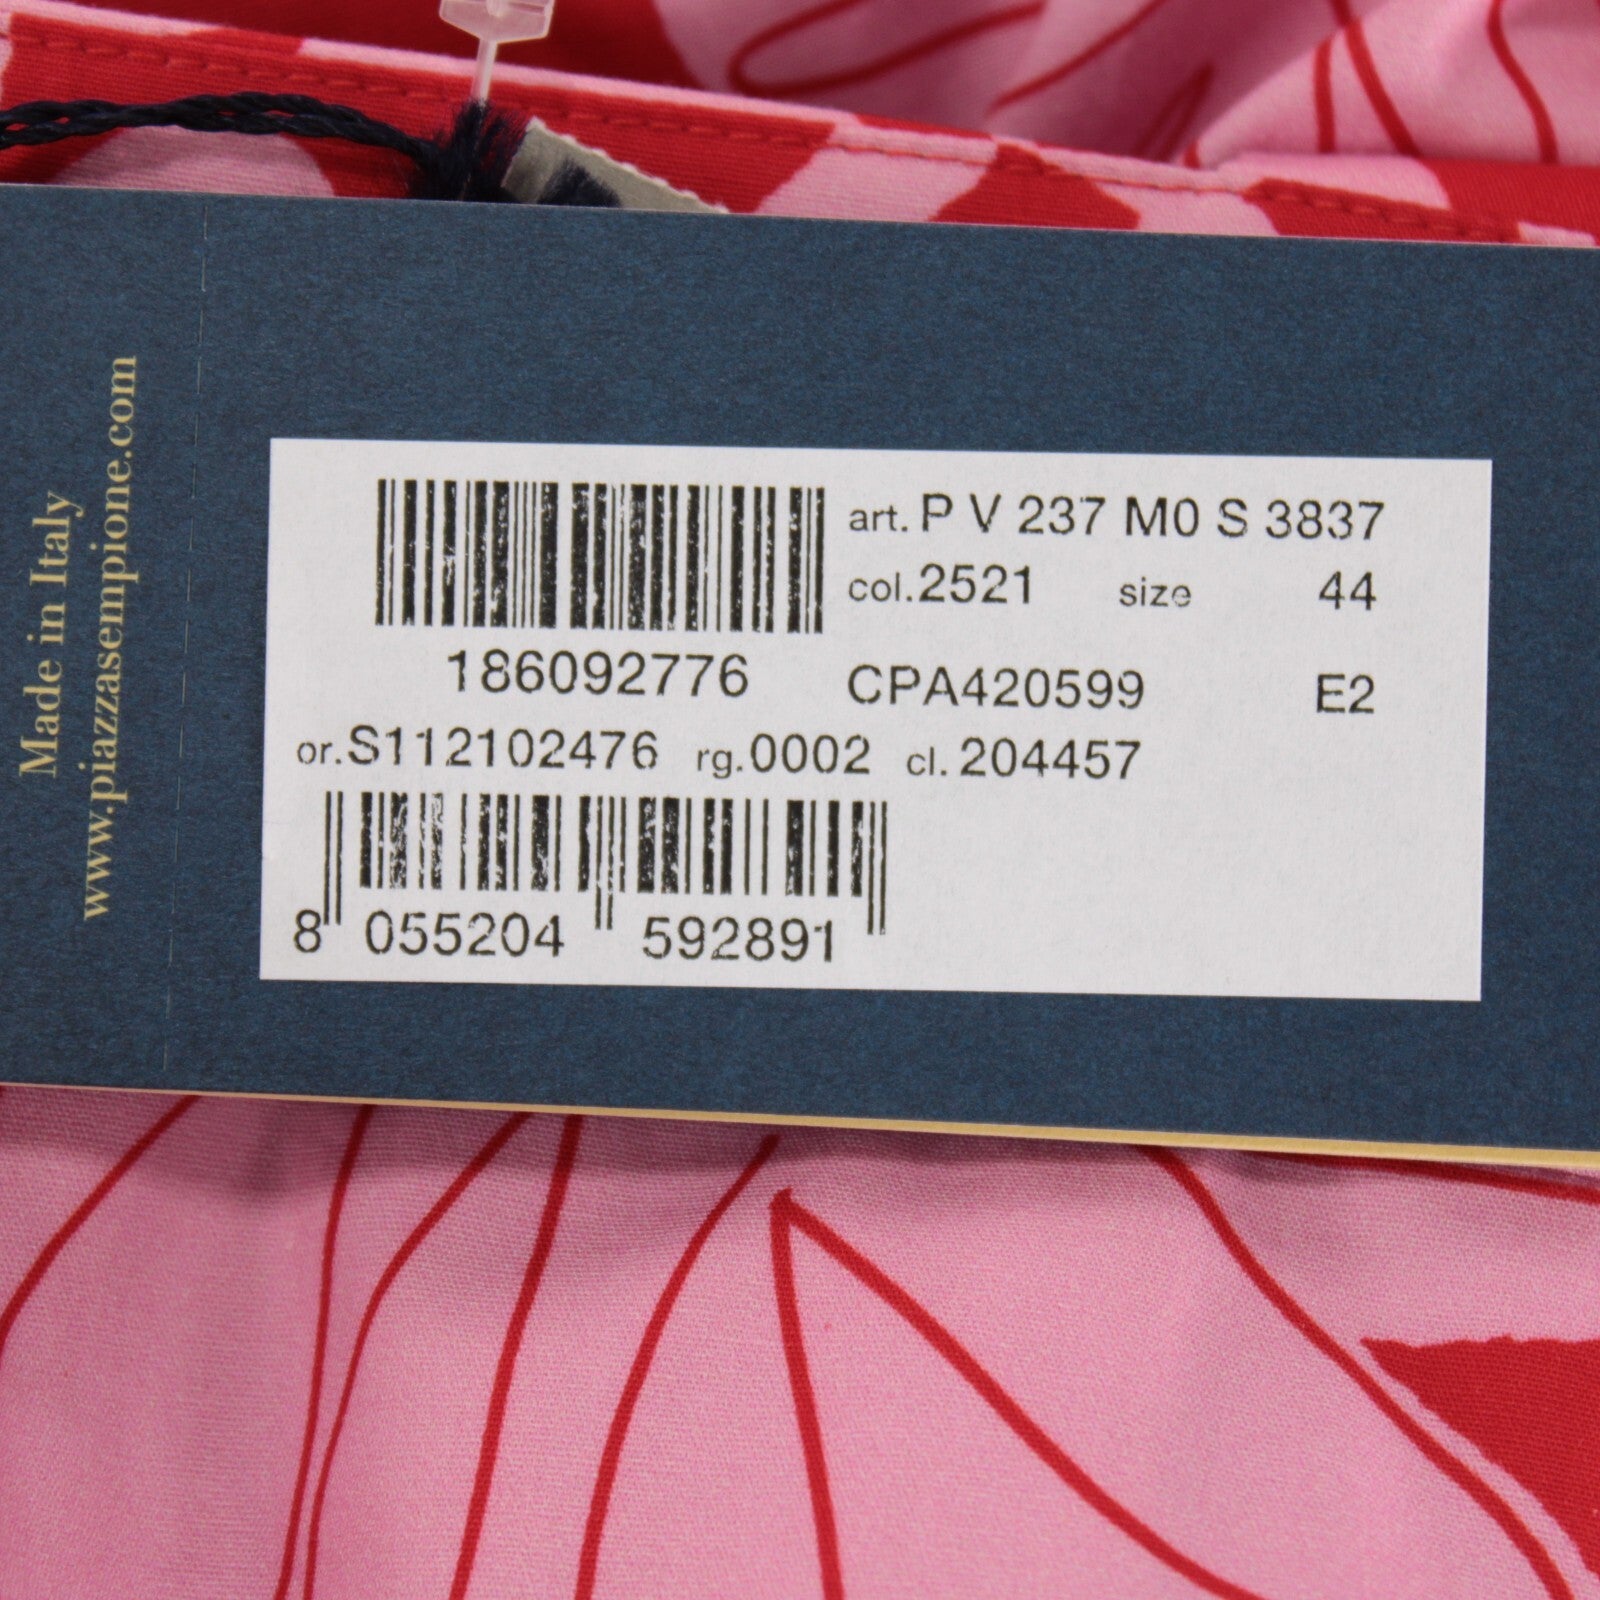 Made in Italy
www.piazzasempione.com
art. P V 237 M0 S 3837
col.2521 size 44
186092776 CPA420599 E2
or.S112102476 rg.0002 cl.204457
8 055204 592891